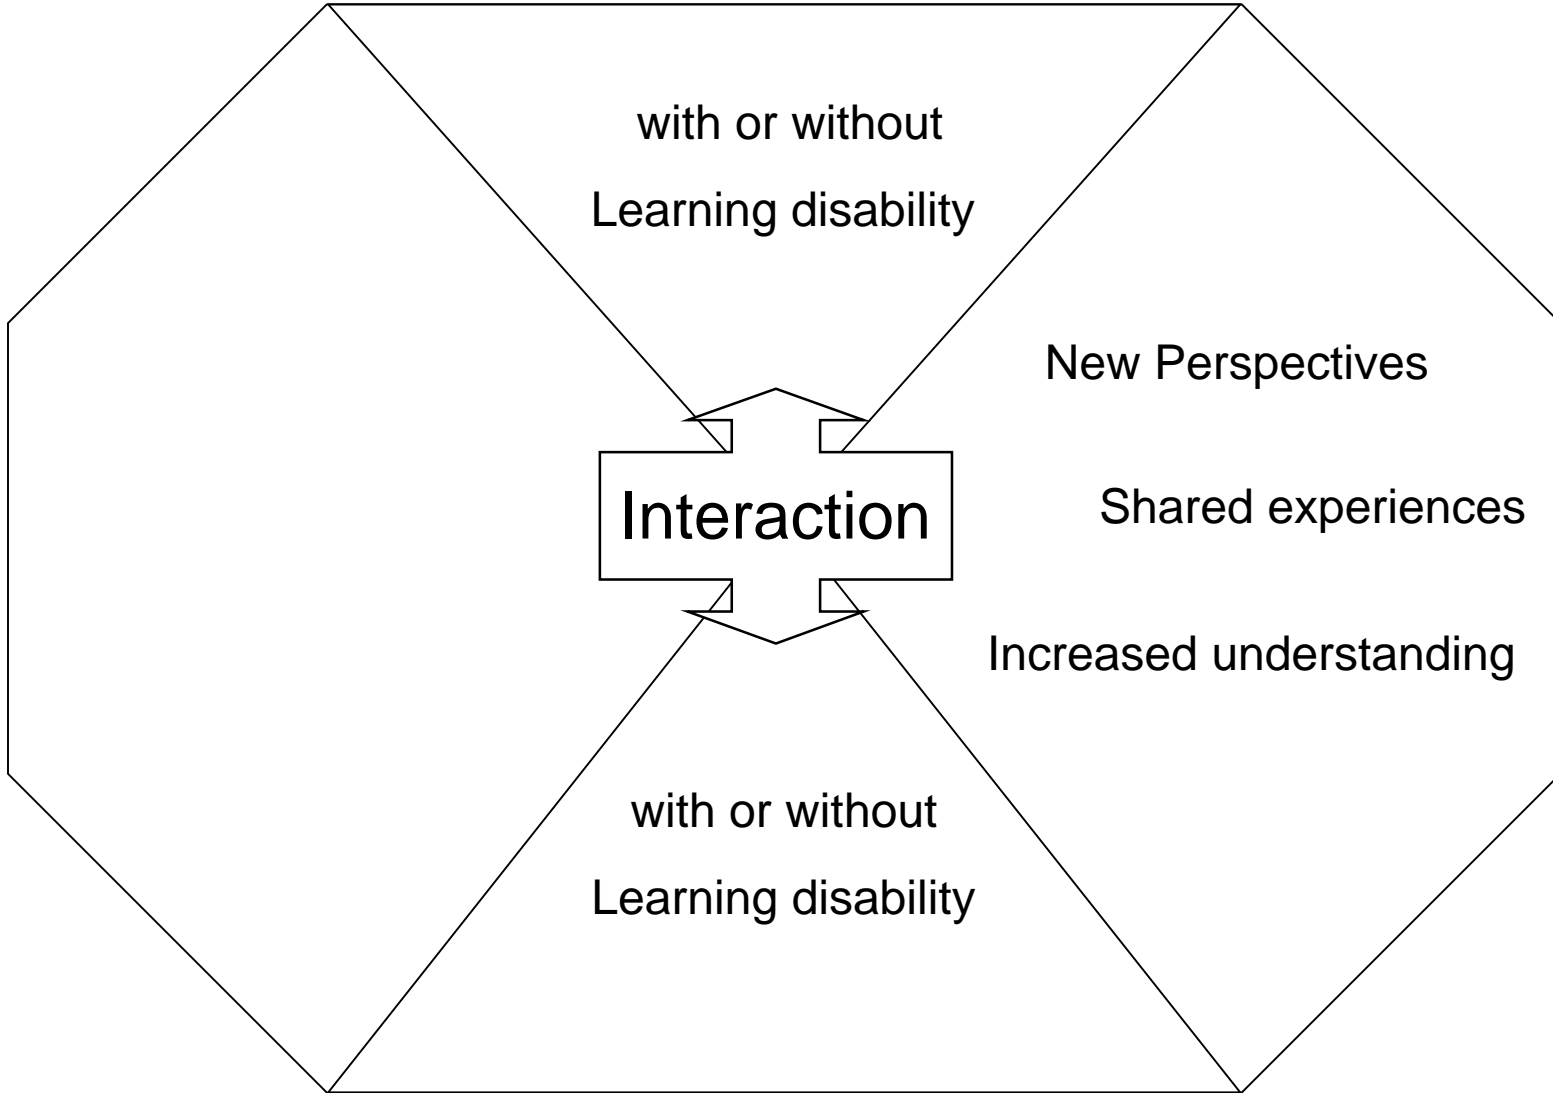 with or without
Learning disability
New Perspectives
Interaction
Shared experiences
Increased understanding
with or without
Learning disability